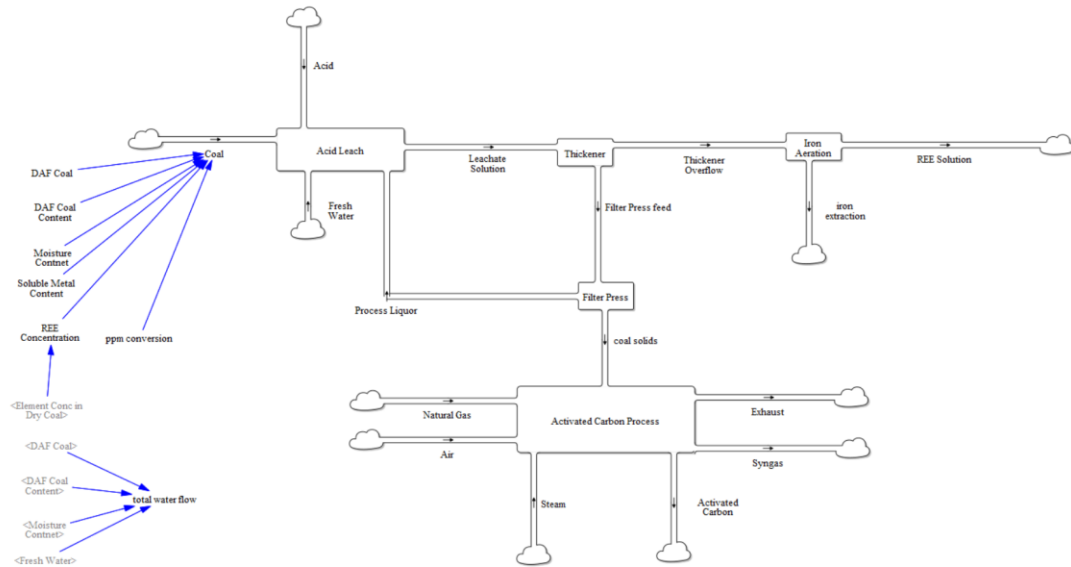 Acid
Coal
Acid Leach
Leachate
Solution
Thickener
Thickener
Overflow
Iron
Aeration
REE Solution
DAF Coal
DAF Coal
Content
Moisture
Contnet
Soluble Metal
Content
REE
Concentration
ppm conversion
Fresh
Water
Filter Press feed
iron
extraction
Process Liquor
Filter Press
coal solids
<Element Conc in
Dry Coal>
<DAF Coal>
<DAF Coal
Content>
<Moisture
Contnet>
<Fresh Water>
total water flow
Natural Gas
Air
Activated Carbon Process
Exhaust
Syngas
Steam
Activated
Carbon